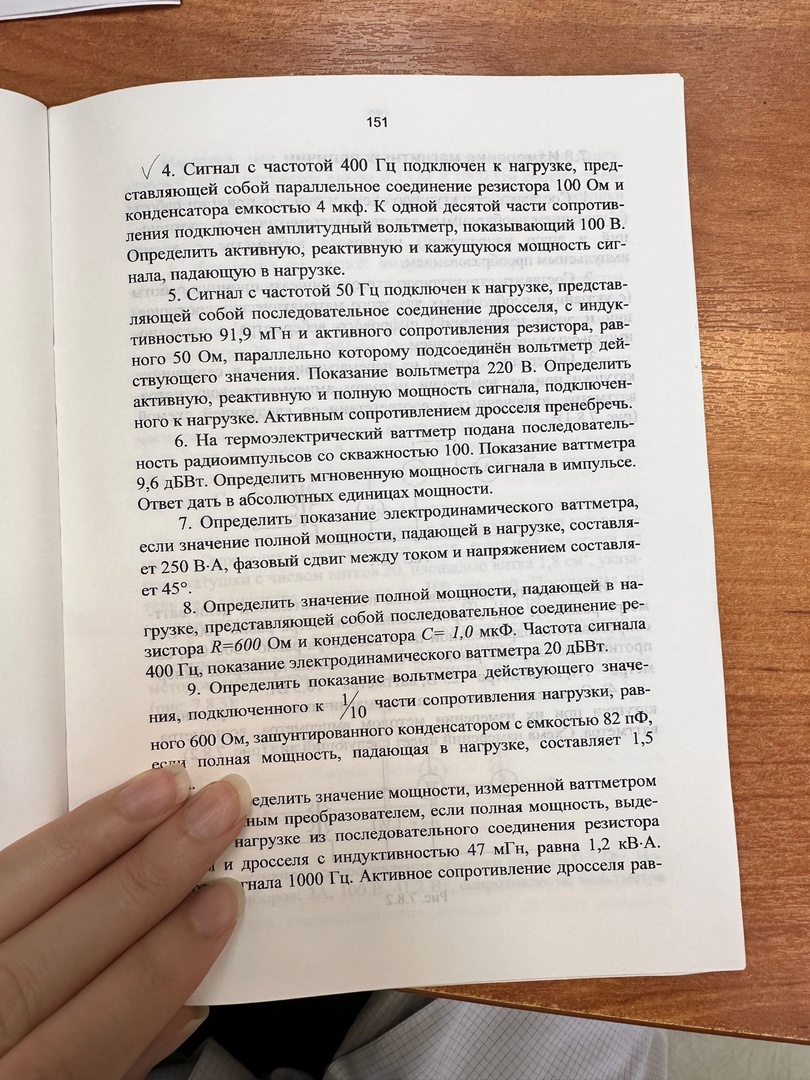 151
4. Сигнал с частотой 400 Гц подключен к нагрузке, пред-
ставляющей собой параллельное соединение резистора 100 Ом и
конденсатора емкостью 4 мкф. К одной десятой части сопротив-
ления подключен амплитудный вольтметр, показывающий 100 В.
Определить активную, реактивную и кажущуюся мощность сиг-
нала, падающую в нагрузке.
5. Сигнал с частотой 50 Гц подключен к нагрузке, представ-
ляющей собой последовательное соединение дросселя, с индук-
тивностью 91,9 мГн и активного сопротивления резистора, рав-
ного 50 Ом, параллельно которому подсоединён вольтметр дей-
ствующего значения. Показание вольтметра 220 В. Определить
активную, реактивную и полную мощность сигнала, подключен-
ного к нагрузке. Активным сопротивлением дросселя пренебречь.
6. На термоэлектрический ваттметр подана последователь-
ность радиоимпульсов со скважностью 100. Показание ваттметра
9,6 дБВт. Определить мгновенную мощность сигнала в импульсе.
Ответ дать в абсолютных единицах мощности.
7. Определить показание электродинамического ваттметра,
если значение полной мощности, падающей в нагрузке, составля-
ет 250 В·А, фазовый сдвиг между током и напряжением составля-
ет 45°.
8. Определить значение полной мощности, падающей в на-
грузке, представляющей собой последовательное соединение ре-
зистора R=600 Ом и конденсатора C= 1,0 мкФ. Частота сигнала
400 Гц, показание электродинамического ваттметра 20 дБВт.
9. Определить показание вольтметра действующего значе-
ния, подключенного к 1/10 части сопротивления нагрузки, рав-
ного 600 Ом, зашунтированного конденсатором с емкостью 82 пФ,
если полная мощность, падающая в нагрузке, составляет 1,5
еделить значение мощности, измеренной ваттметром
ным преобразователем, если полная мощность, выде-
нагрузке из последовательного соединения резистора
и дросселя с индуктивностью 47 мГн, равна 1,2 кВ·А.
гнала 1000 Гц. Активное сопротивление дросселя рав-